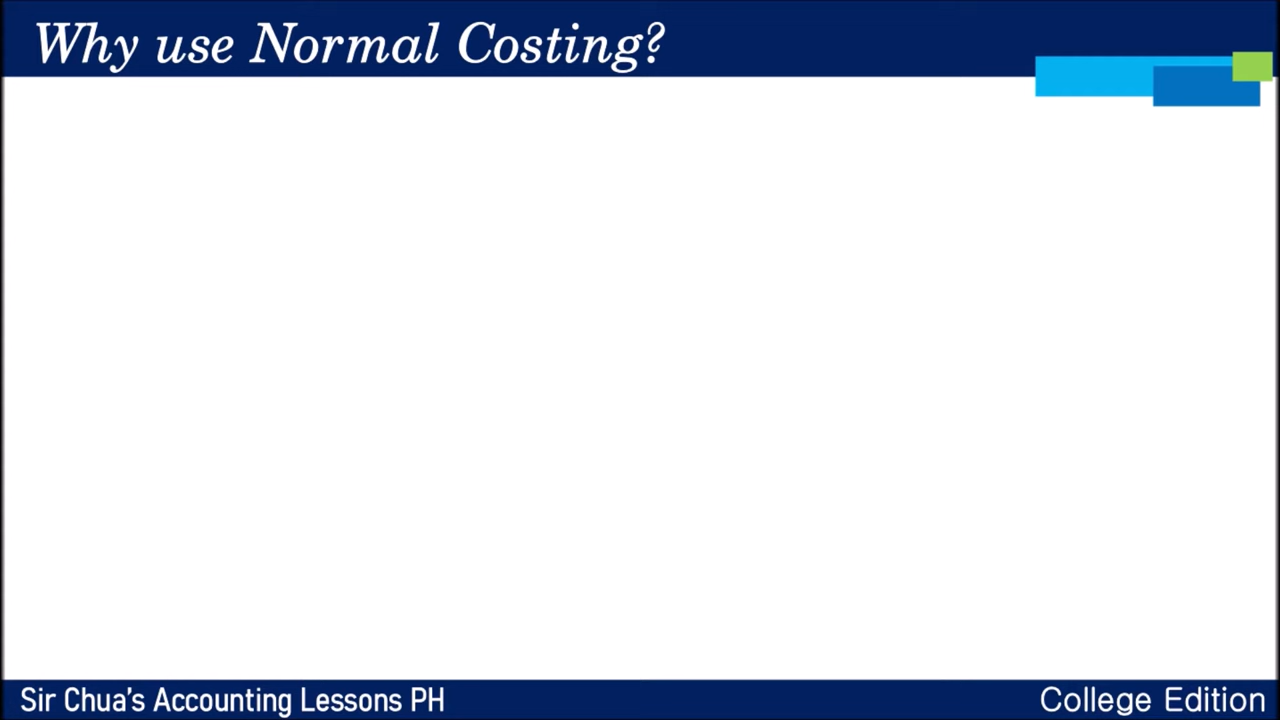 Why use Normal Costing?
Sir Chua's Accounting Lessons PH
College Edition